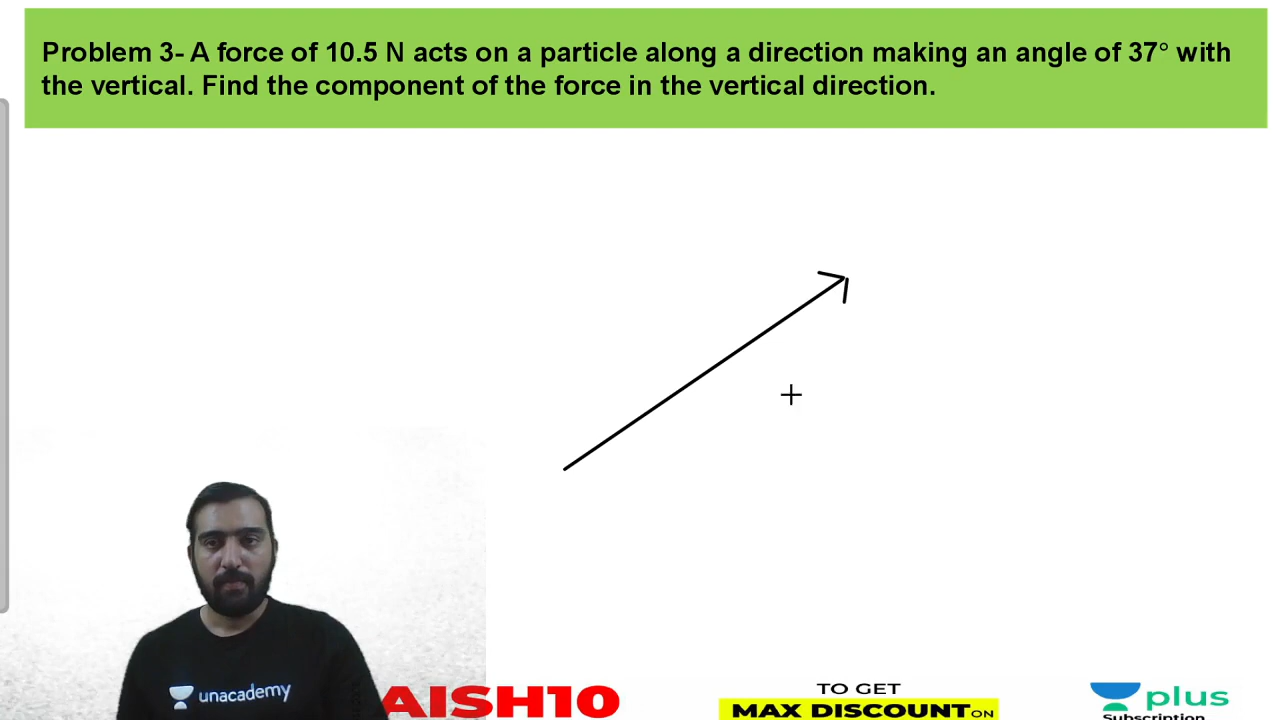 Problem 3- A force of 10.5 N acts on a particle along a direction making an angle of 37° with
the vertical. Find the component of the force in the vertical direction.
unacademy
AISH10
TO GET
MAX DISCOUNT ON
plus
Subscription